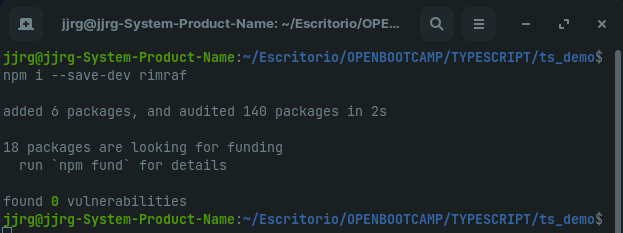 jjrg@jjrg-System-Product-Name: ~/Escritorio/OPE...
jjrg@jjrg-System-Product-Name:~/Escritorio/OPENBOOTCAMP/TYPESCRIPT/ts_demo$
npm i --save-dev rimraf
added 6 packages, and audited 140 packages in 2s
18 packages are looking for funding
  run `npm fund` for details
found 0 vulnerabilities
jjrg@jjrg-System-Product-Name:~/Escritorio/OPENBOOTCAMP/TYPESCRIPT/ts_demo$